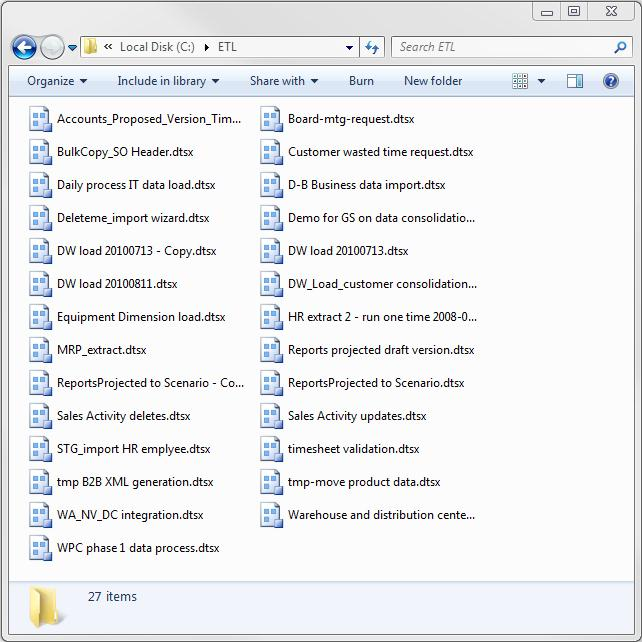 « Local Disk (C:) ETL Search ETL
Organize Include in library Share with Burn New folder
Accounts_Proposed_Version_Tim... Board-mtg-request.dtsx
BulkCopy_SO Header.dtsx Customer wasted time request.dtsx
Daily process IT data load.dtsx D-B Business data import.dtsx
Deleteme_import wizard.dtsx Demo for GS on data consolidatio...
DW load 20100713 - Copy.dtsx DW load 20100713.dtsx
DW load 20100811.dtsx DW_Load_customer consolidation...
Equipment Dimension load.dtsx HR extract 2 - run one time 2008-0...
MRP_extract.dtsx Reports projected draft version.dtsx
ReportsProjected to Scenario - Co... ReportsProjected to Scenario.dtsx
Sales Activity deletes.dtsx Sales Activity updates.dtsx
STG_import HR emplyee.dtsx timesheet validation.dtsx
tmp B2B XML generation.dtsx tmp-move product data.dtsx
WA_NV_DC integration.dtsx Warehouse and distribution cente...
WPC phase 1 data process.dtsx
27 items